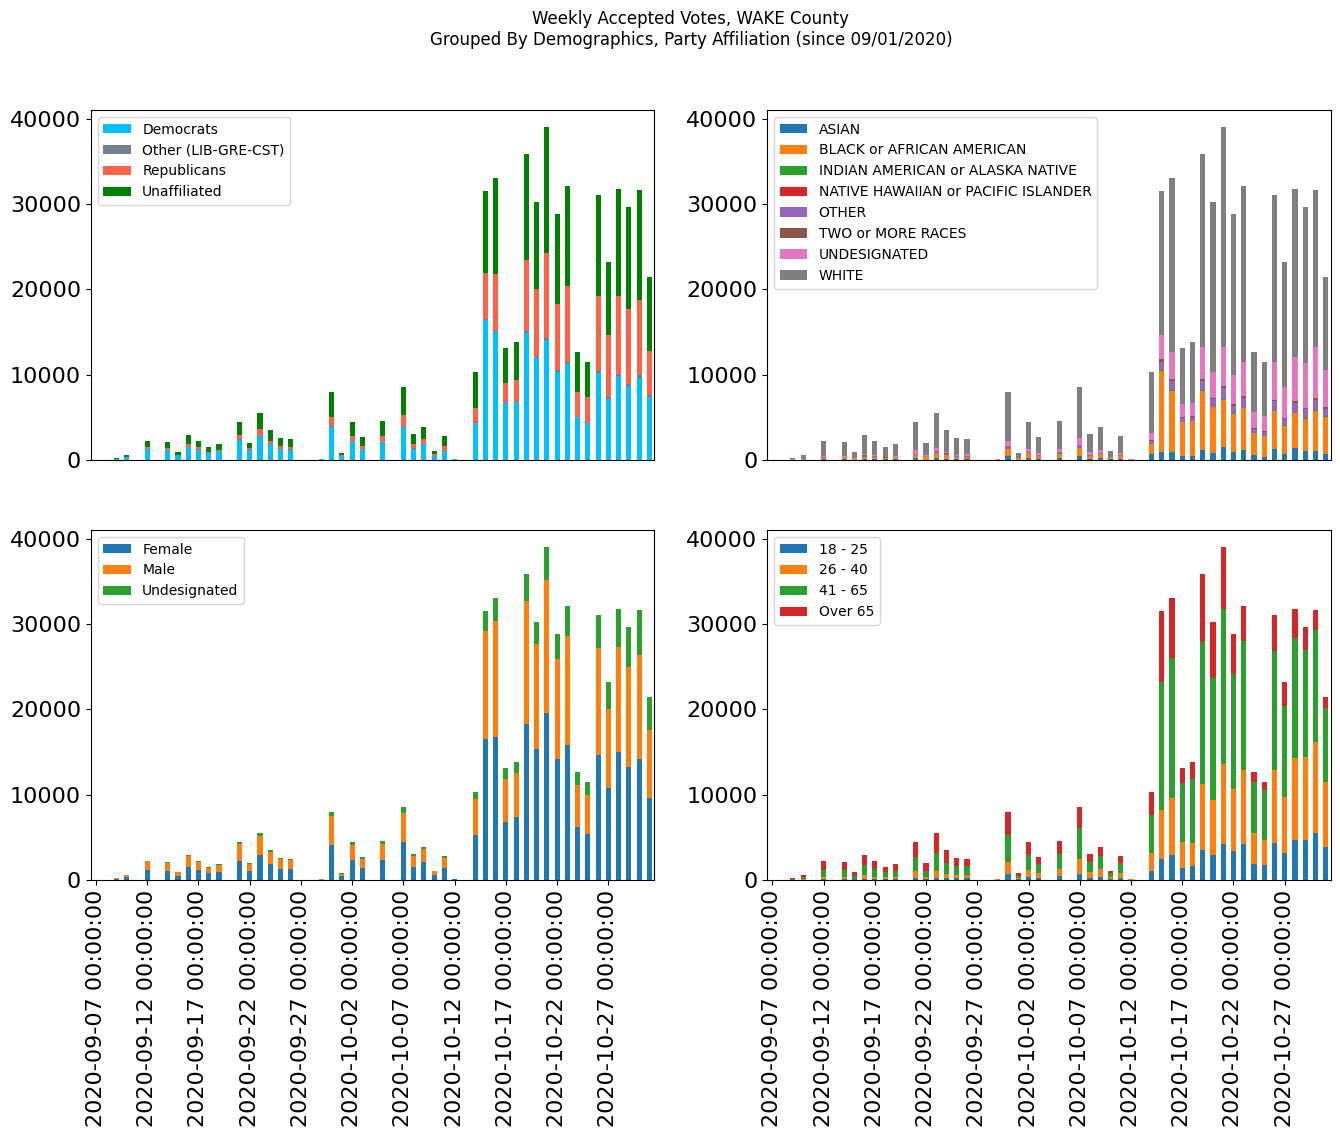 Weekly Accepted Votes, WAKE County
Grouped By Demographics, Party Affiliation (since 09/01/2020)
40000
30000
20000
10000
0
Democrats
Other (LIB-GRE-CST)
Republicans
Unaffiliated
40000
30000
20000
10000
0
ASIAN
BLACK or AFRICAN AMERICAN
INDIAN AMERICAN or ALASKA NATIVE
NATIVE HAWAIIAN or PACIFIC ISLANDER
OTHER
TWO or MORE RACES
UNDESIGNATED
WHITE
40000
30000
20000
10000
0
Female
Male
Undesignated
2020-09-07 00:00:00
2020-09-12 00:00:00
2020-09-17 00:00:00
2020-09-22 00:00:00
2020-09-27 00:00:00
2020-10-02 00:00:00
2020-10-07 00:00:00
2020-10-12 00:00:00
2020-10-17 00:00:00
2020-10-22 00:00:00
2020-10-27 00:00:00
40000
30000
20000
10000
0
18 - 25
26 - 40
41 - 65
Over 65
2020-09-07 00:00:00
2020-09-12 00:00:00
2020-09-17 00:00:00
2020-09-22 00:00:00
2020-09-27 00:00:00
2020-10-02 00:00:00
2020-10-07 00:00:00
2020-10-12 00:00:00
2020-10-17 00:00:00
2020-10-22 00:00:00
2020-10-27 00:00:00